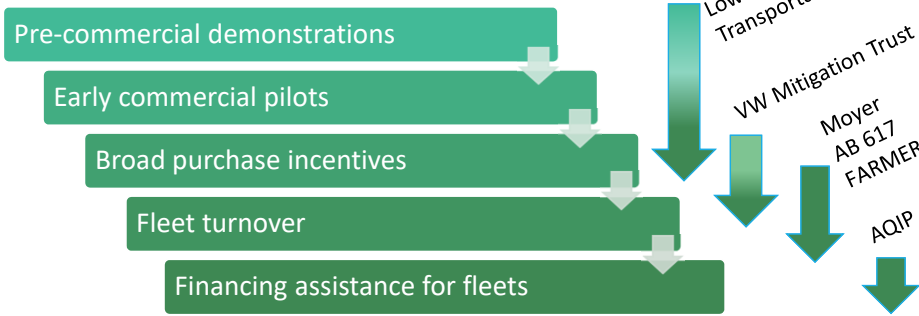 Pre-commercial demonstrations
Early commercial pilots
Broad purchase incentives
Fleet turnover
Financing assistance for fleets
VW Mitigation Trust
Moyer
AB 617
FARMER
AQIP